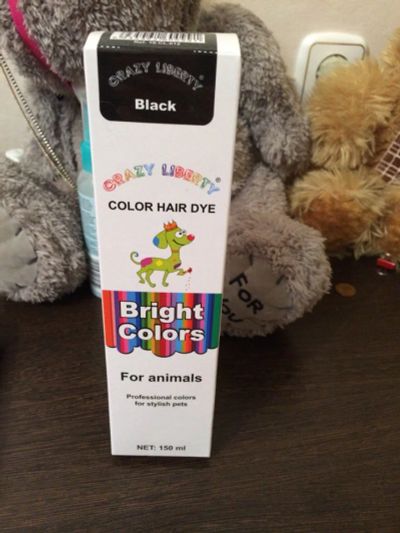 CRAZY LIBERTY®
Black
CRAZY LIBERTY®
COLOR HAIR DYE
Bright
Colors
For animals
Professional colors
for stylish pets
NET: 150 ml
FOR